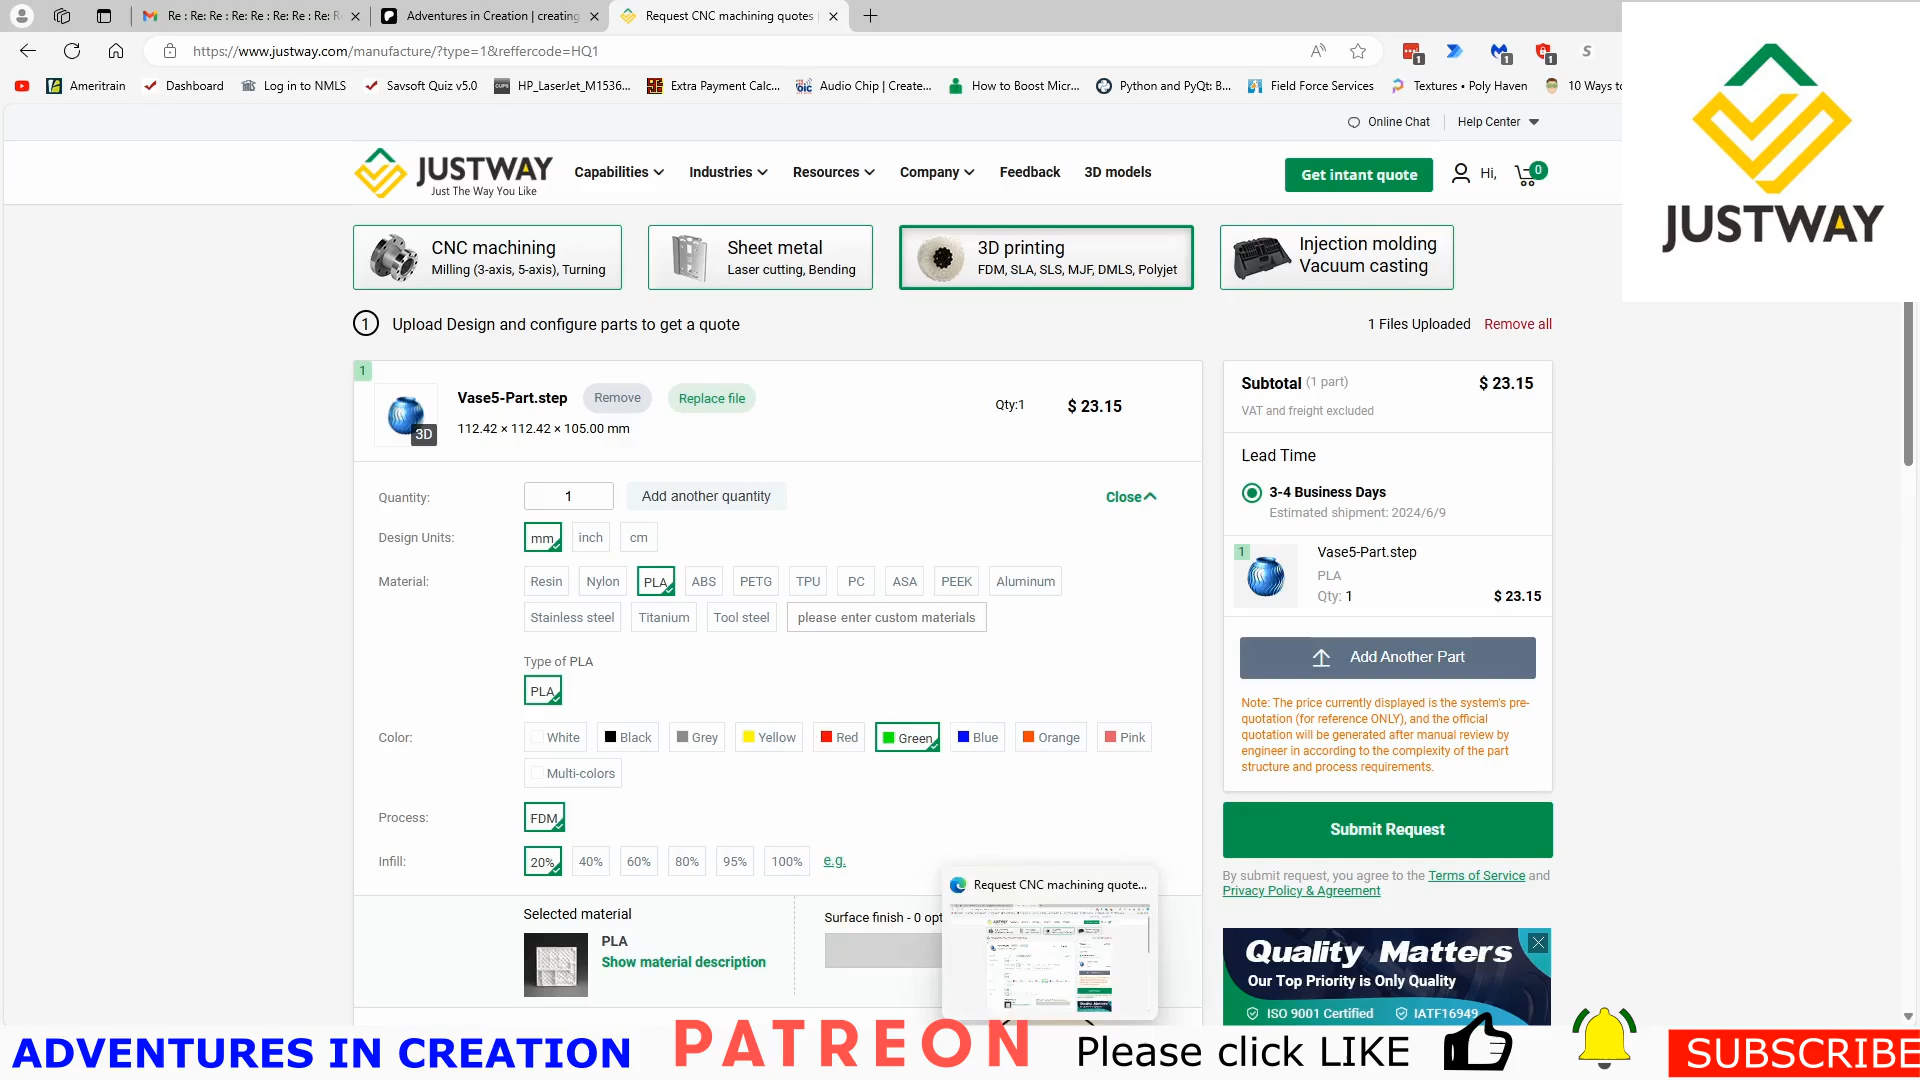 Re : Re: Re : Re: Re : Re: Re: Re: R
Adventures in Creation | creating
Request CNC machining quotes |
https://www.justway.com/manufacture/?type=1&reffercode=HQ1
Ameritrain
Dashboard
Log in to NMLS
Savsoft Quiz v5.0
HP_LaserJet_M1536...
Extra Payment Calc...
Audio Chip | Create...
How to Boost Micr...
Python and PyQt: B...
Field Force Services
Textures • Poly Haven
10 Ways to
Online Chat
Help Center
JUSTWAY
Just The Way You Like
Capabilities
Industries
Resources
Company
Feedback
3D models
Get intant quote
Hi,
0
JUSTWAY
CNC machining
Milling (3-axis, 5-axis), Turning
Sheet metal
Laser cutting, Bending
3D printing
FDM, SLA, SLS, MJF, DMLS, Polyjet
Injection molding
Vacuum casting
1 Upload Design and configure parts to get a quote
1 Files Uploaded Remove all
1
3D
Vase5-Part.step Remove Replace file
112.42 × 112.42 × 105.00 mm
Qty:1 $ 23.15
Quantity: 1 Add another quantity Close
Design Units: mm inch cm
Material: Resin Nylon PLA ABS PETG TPU PC ASA PEEK Aluminum
Stainless steel Titanium Tool steel please enter custom materials
Type of PLA
PLA
Color: White Black Grey Yellow Red Green Blue Orange Pink
Multi-colors
Process: FDM
Infill: 20% 40% 60% 80% 95% 100% e.g.
Selected material
PLA
Show material description
Surface finish - 0 opt
Request CNC machining quote...
Subtotal (1 part) $ 23.15
VAT and freight excluded
Lead Time
3-4 Business Days
Estimated shipment: 2024/6/9
1
Vase5-Part.step
PLA
Qty: 1 $ 23.15
Add Another Part
Note: The price currently displayed is the system's pre-
quotation (for reference ONLY), and the official
quotation will be generated after manual review by
engineer in according to the complexity of the part
structure and process requirements.
Submit Request
By submit request, you agree to the Terms of Service and
Privacy Policy & Agreement
Quality Matters
Our Top Priority is Only Quality
ISO 9001 Certified IATF16949
ADVENTURES IN CREATION
PATREON
Please click LIKE
SUBSCRIBE